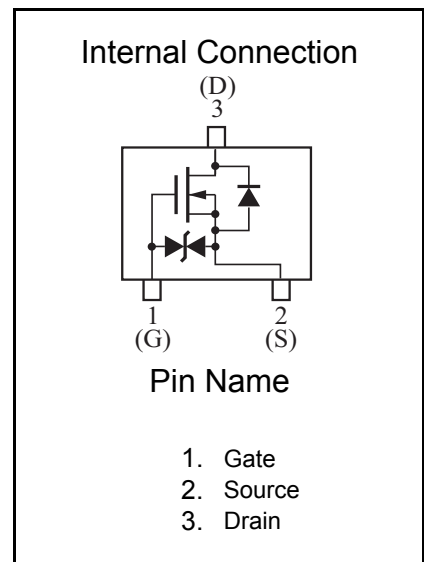 Internal Connection
(D)
3
1 2
(G) (S)
Pin Name
1. Gate
2. Source
3. Drain